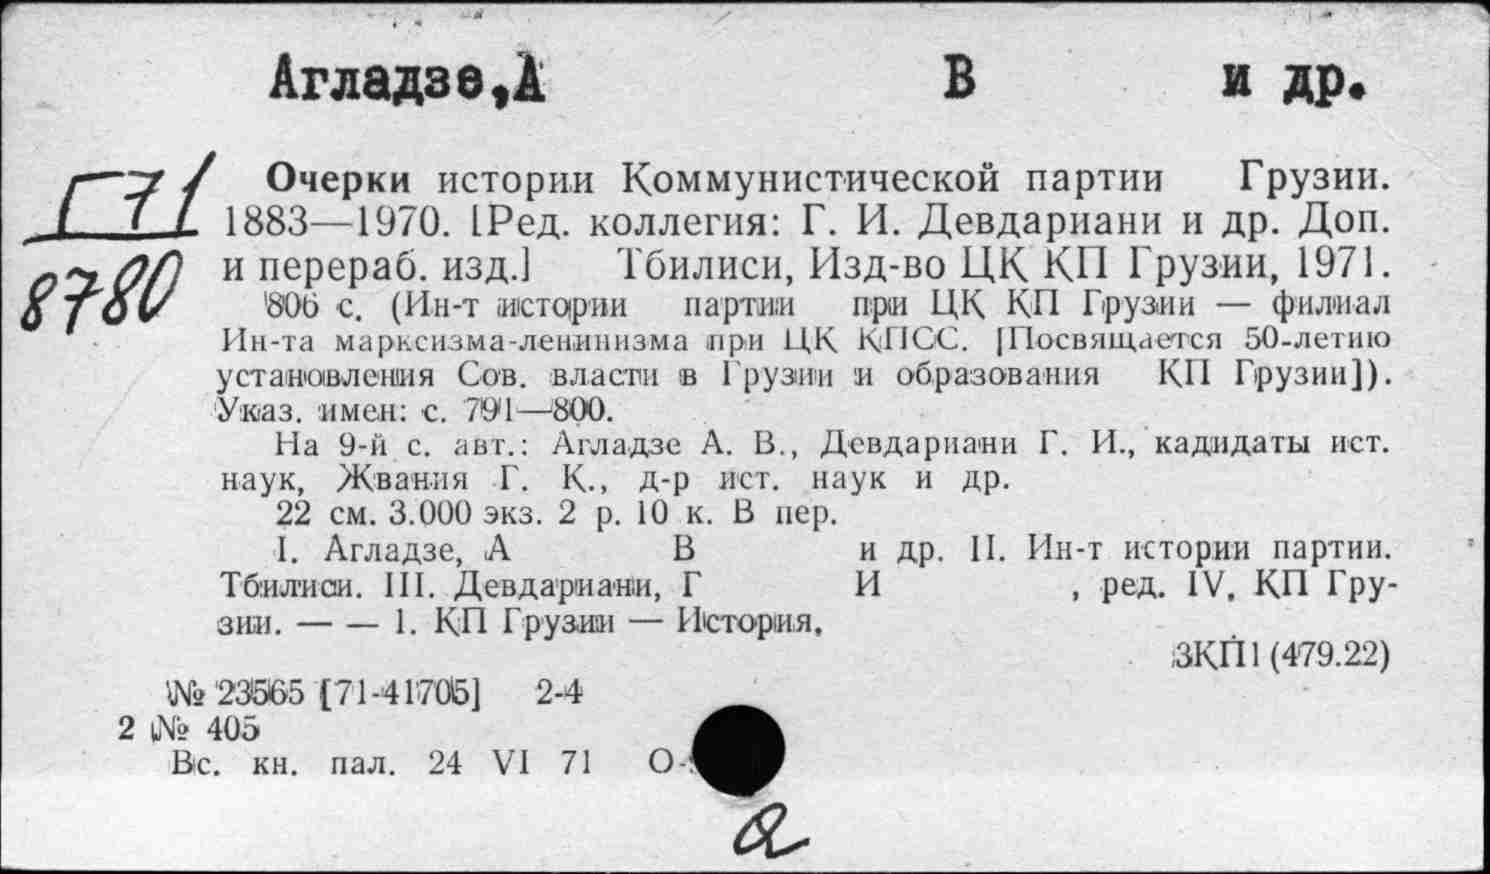 Агладзе,А В и др.
Г71
8780
Очерки истории Коммунистической партии Грузии.
1883—1970. [Ред. коллегия: Г. И. Девдариани и др. Доп.
и перераб. изд.] Тбилиси, Изд-во ЦК КП Грузии, 1971.
806 с. (Ин-т истории партии при ЦК КП Грузии — филиал
Ин-та марксизма-ленинизма при ЦК КПСС. [Посвящается 50-летию
установления Сов. власти в Грузии и образования КП Грузии]).
Указ. имен: с. 791—800.
На 9-й с. авт.: Агладзе А. В., Девдариани Г. И., кадидаты ист.
наук, Жвания Г. К., д-р ист. наук и др.
22 см. 3.000 экз. 2 р. 10 к. В пер.
I. Агладзе, А В и др. II. Ин-т истории партии.
Тбилиси. III. Девдариани, Г И , ред. IV. КП Гру-
зии. — — 1. КП Грузии — История.
3КП1(479.22)
№ 23565 [71-41705] 2-4
2 № 405
Вс. кн. пал. 24 VI 71 О-
а